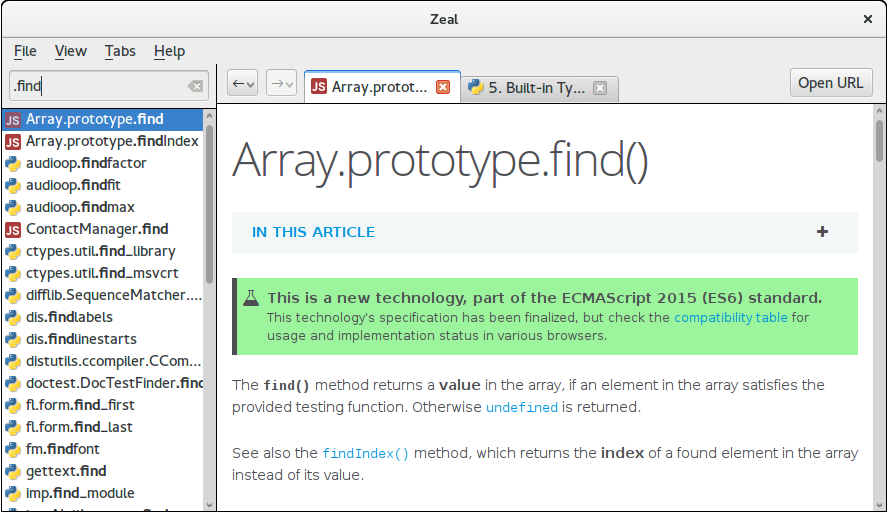 Zeal
File View Tabs Help
.find
JS Array.protot...
5. Built-in Ty...
Open URL
JS Array.prototype.find
JS Array.prototype.findIndex
audioop.findfactor
audioop.findfit
audioop.findmax
JS ContactManager.find
ctypes.util.find_library
ctypes.util.find_msvcrt
difflib.SequenceMatcher....
dis.findlabels
dis.findlinestarts
distutils.ccompiler.CCom...
doctest.DocTestFinder.find
fl.form.find_first
fl.form.find_last
fm.findfont
gettext.find
imp.find_module
Array.prototype.find()
IN THIS ARTICLE
This is a new technology, part of the ECMAScript 2015 (ES6) standard.
This technology's specification has been finalized, but check the compatibility table for
usage and implementation status in various browsers.
The find() method returns a value in the array, if an element in the array satisfies the
provided testing function. Otherwise undefined is returned.
See also the findIndex() method, which returns the index of a found element in the array
instead of its value.